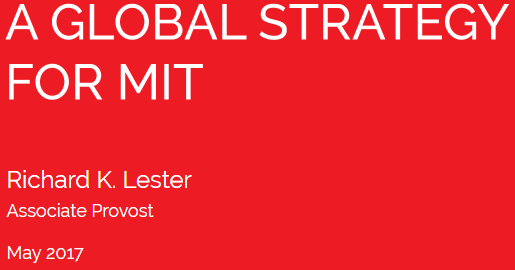 A GLOBAL STRATEGY
FOR MIT
Richard K. Lester
Associate Provost
May 2017